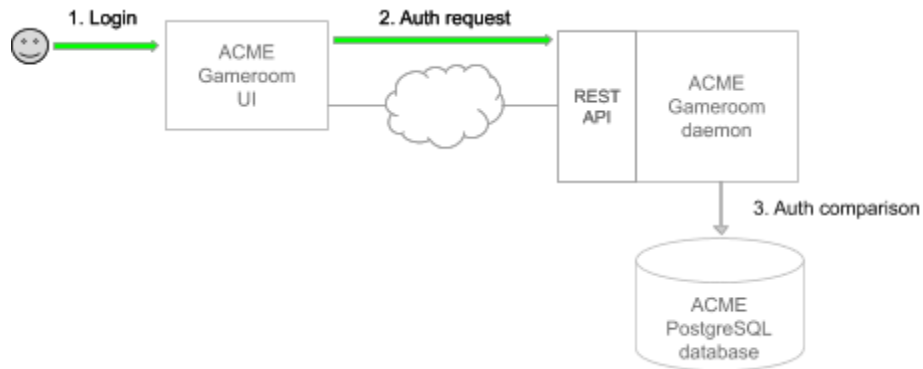 1. Login
2. Auth request
ACME
Gameroom
UI
REST
API
ACME
Gameroom
daemon
3. Auth comparison
ACME
PostgreSQL
database